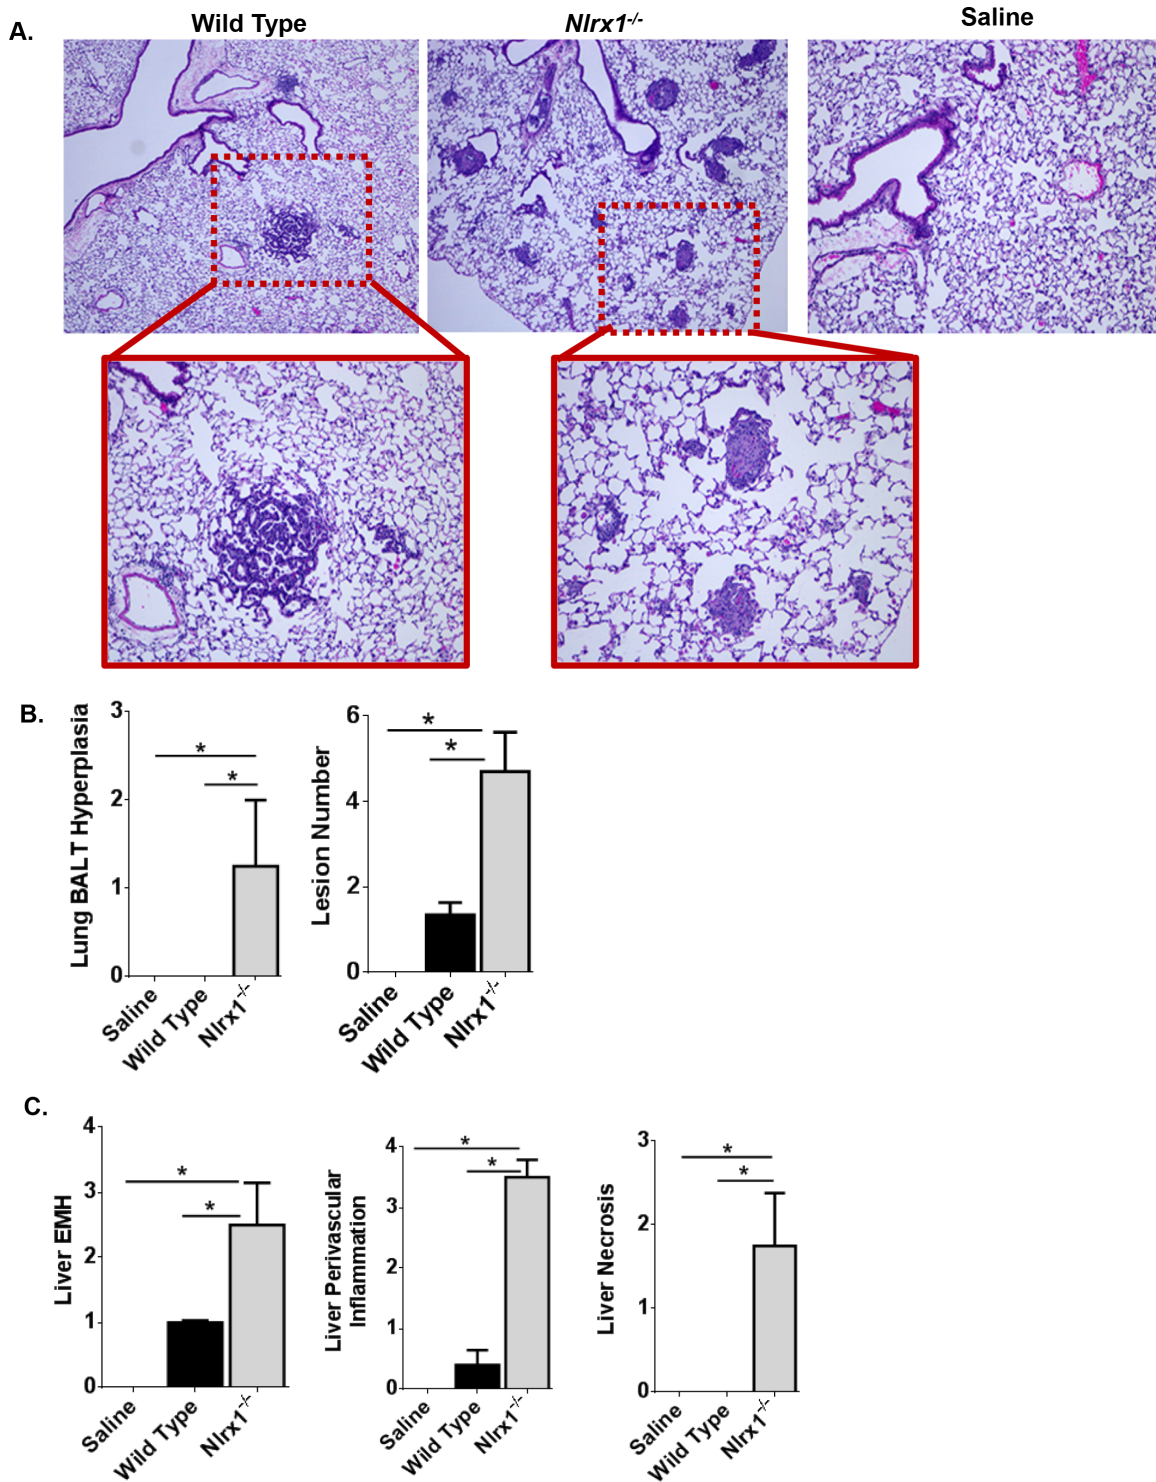 A.
Wild Type
Nlrx1-/-
Saline
B.
Lung BALT Hyperplasia
3
2
1
0
*
*
Saline
Wild Type
Nlrx1-/-
Lesion Number
6
4
2
0
*
*
Saline
Wild Type
Nlrx1-/-
C.
Liver EMH
4
3
2
1
0
*
*
Saline
Wild Type
Nlrx1-/-
Liver Perivascular
Inflammation
4
3
2
1
0
*
*
Saline
Wild Type
Nlrx1-/-
Liver Necrosis
3
2
1
0
*
*
Saline
Wild Type
Nlrx1-/-